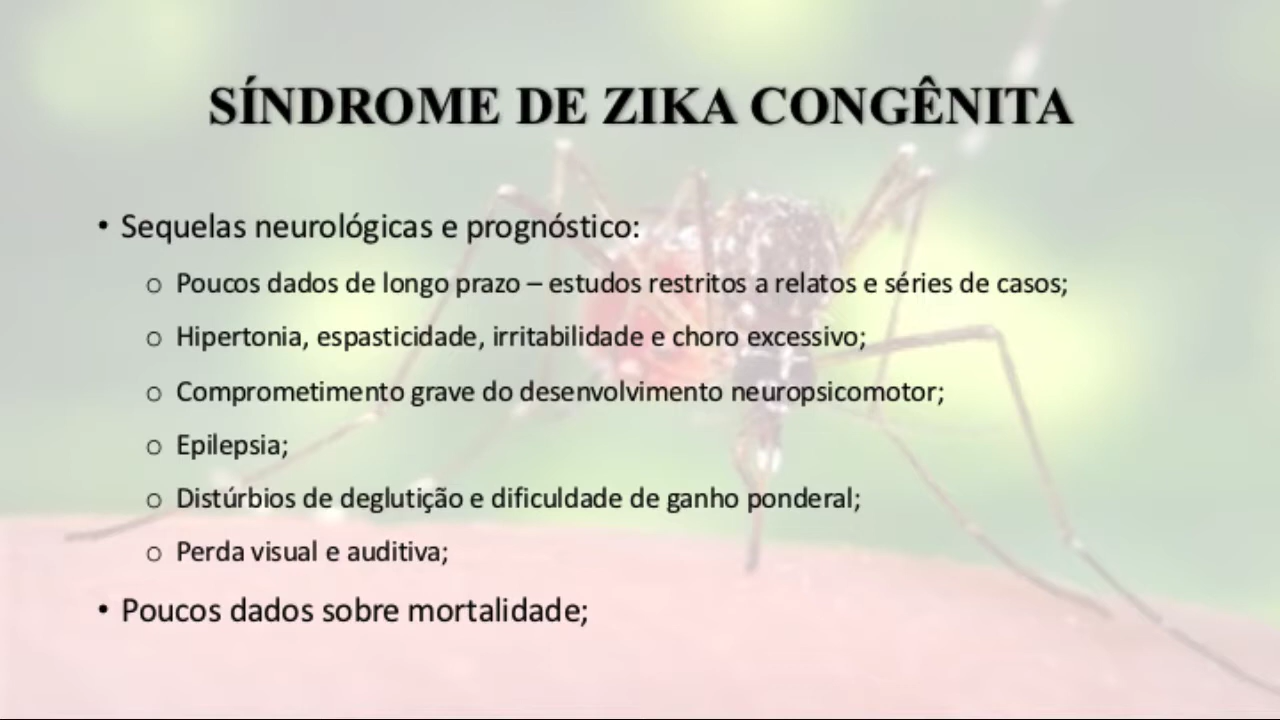 SÍNDROME DE ZIKA CONGÊNITA
• Sequelas neurológicas e prognóstico:
o Poucos dados de longo prazo – estudos restritos a relatos e séries de casos;
o Hipertonia, espasticidade, irritabilidade e choro excessivo;
o Comprometimento grave do desenvolvimento neuropsicomotor;
o Epilepsia;
o Distúrbios de deglutição e dificuldade de ganho ponderal;
o Perda visual e auditiva;
• Poucos dados sobre mortalidade;